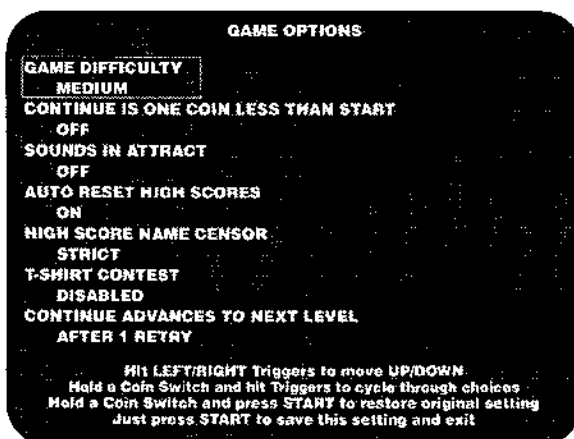 GAME OPTIONS
GAME DIFFICULTY
MEDIUM
CONTINUE IS ONE COIN LESS THAN START
OFF
SOUNDS IN ATTRACT
OFF
AUTO RESET HIGH SCORES
ON
HIGH SCORE NAME CENSOR
STRICT
T-SHIRT CONTEST
DISABLED
CONTINUE ADVANCES TO NEXT LEVEL
AFTER 1 RETRY
Hit LEFT/RIGHT Triggers to move UP/DOWN
Hold a Coin Switch and hit Triggers to cycle through choices
Hold a Coin Switch and press START to restore original setting
Just press START to save this setting and exit